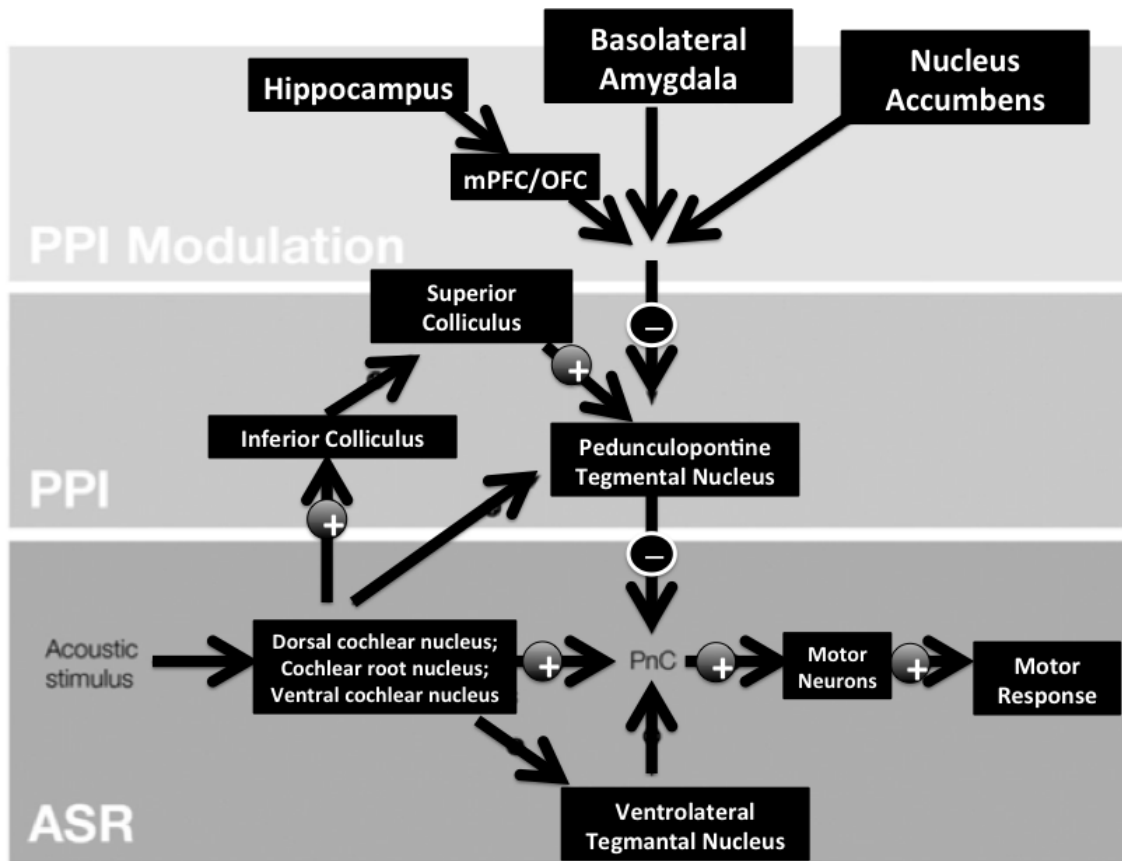 Basolateral
Amygdala
Nucleus
Accumbens
Hippocampus
mPFC/OFC
PPI Modulation
Superior
Colliculus
−
+
Inferior Colliculus
Pedunculopontine
Tegmental Nucleus
PPI
+
−
Acoustic
stimulus
Dorsal cochlear nucleus;
Cochlear root nucleus;
Ventral cochlear nucleus
+
PnC
+
Motor
Neurons
+
Motor
Response
Ventrolateral
Tegmantal Nucleus
ASR